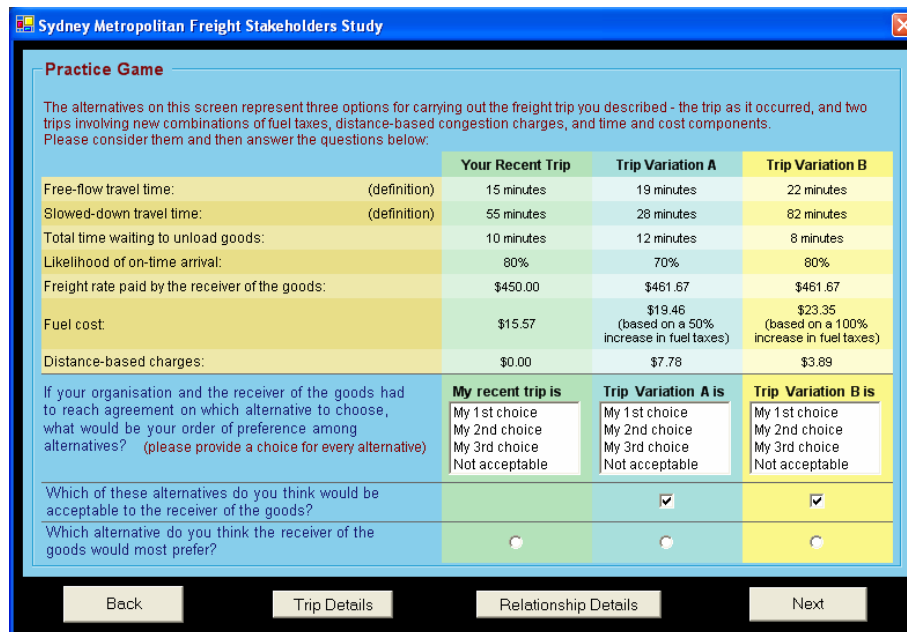 Sydney Metropolitan Freight Stakeholders Study
Practice Game
The alternatives on this screen represent three options for carrying out the freight trip you described - the trip as it occurred, and two
trips involving new combinations of fuel taxes, distance-based congestion charges, and time and cost components.
Please consider them and then answer the questions below:
Your Recent Trip Trip Variation A Trip Variation B
Free-flow travel time: (definition) 15 minutes 19 minutes 22 minutes
Slowed-down travel time: (definition) 55 minutes 28 minutes 82 minutes
Total time waiting to unload goods: 10 minutes 12 minutes 8 minutes
Likelihood of on-time arrival: 80% 70% 80%
Freight rate paid by the receiver of the goods: $450.00 $461.67 $461.67
Fuel cost: $15.57 $19.46 $23.35
(based on a 50% (based on a 100%
increase in fuel taxes) increase in fuel taxes)
Distance-based charges: $0.00 $7.78 $3.89
If your organisation and the receiver of the goods had
to reach agreement on which alternative to choose,
what would be your order of preference among
alternatives? (please provide a choice for every alternative)
My recent trip is Trip Variation A is Trip Variation B is
My 1st choice My 1st choice My 1st choice
My 2nd choice My 2nd choice My 2nd choice
My 3rd choice My 3rd choice My 3rd choice
Not acceptable Not acceptable Not acceptable
Which of these alternatives do you think would be
acceptable to the receiver of the goods?
Which alternative do you think the receiver of the
goods would most prefer?
Back Trip Details Relationship Details Next